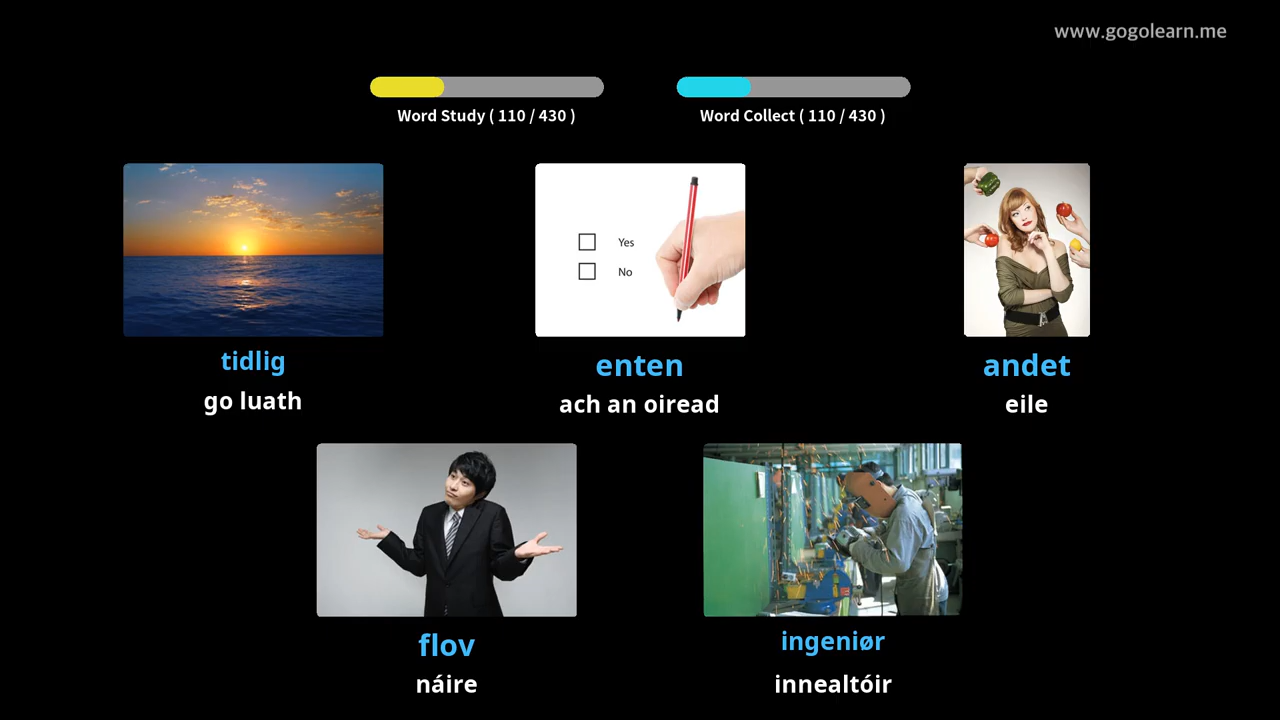 www.gogolearn.me
Word Study ( 110 / 430 )
Word Collect ( 110 / 430 )
Yes
No
tidlig
go luath
enten
ach an oiread
andet
eile
flov
náire
ingeniør
innealtóir